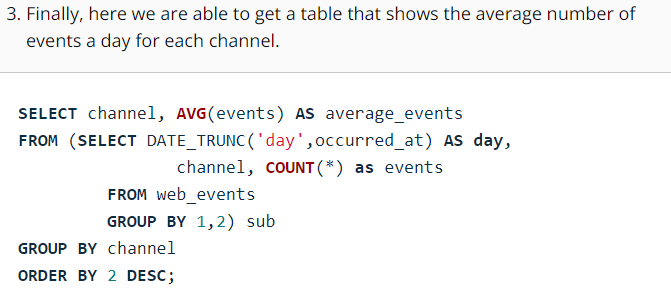 3. Finally, here we are able to get a table that shows the average number of
events a day for each channel.
SELECT channel, AVG(events) AS average_events
FROM (SELECT DATE_TRUNC('day',occurred_at) AS day,
channel, COUNT(*) as events
FROM web_events
GROUP BY 1,2) sub
GROUP BY channel
ORDER BY 2 DESC;